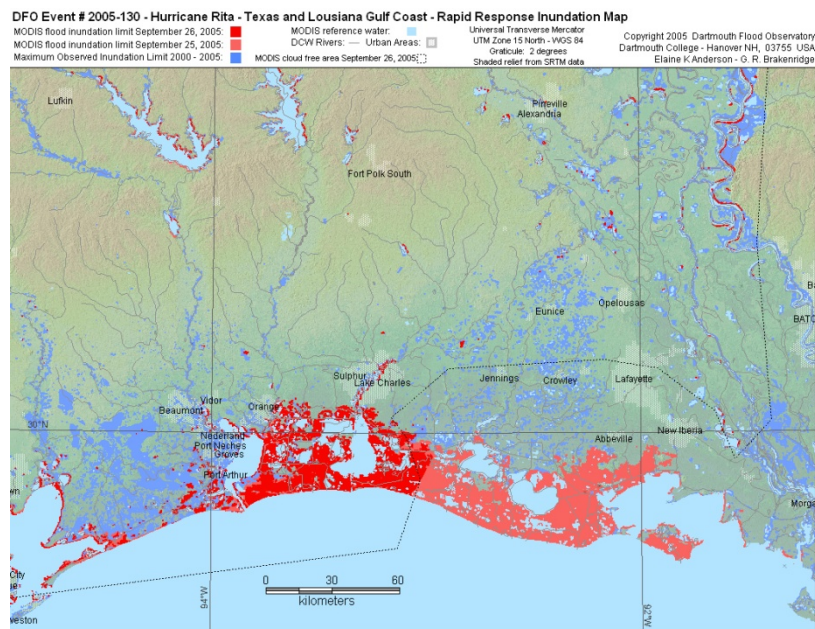 DFO Event # 2005-130 - Hurricane Rita - Texas and Lousiana Gulf Coast - Rapid Response Inundation Map
MODIS flood inundation limit September 26, 2005:
MODIS flood inundation limit September 25, 2005:
Maximum Observed Inundation Limit 2000 - 2005:
MODIS reference water:
DCW Rivers: Urban Areas:
MODIS cloud free area September 26, 2005:
Universal Transverse Mercator
UTM Zone 15 North - WGS 84
Graticule: 2 degrees
Shaded relief from SRTM data
Copyright 2005 Dartmouth Flood Observatory
Dartmouth College - Hanover NH, 03755 USA
Elaine K Anderson - G. R. Brakenridge
Lufkin
Pineville
Alexandria
Fort Polk South
Opelousas
Eunice
BATO
Sulphur
Lake Charles
Jennings
Crowley
Lafayette
Vidor
Beaumont
Orange
30°N
Nederland
Port Neches
Groves
Abbeville
New Iberia
Port Arthur
Morga
City
94°W
92°W
0 30 60
kilometers
veston